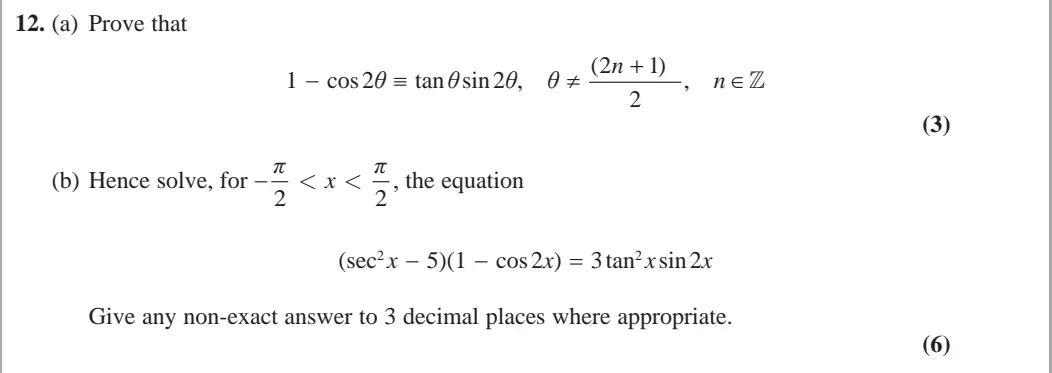 12. (a) Prove that
1 − cos 2θ ≡ tan θ sin 2θ, θ ≠ (2n + 1)/2, n ∈ ℤ
(3)
(b) Hence solve, for −π/2 < x < π/2, the equation
(sec²x − 5)(1 − cos 2x) = 3 tan²x sin 2x
Give any non-exact answer to 3 decimal places where appropriate.
(6)